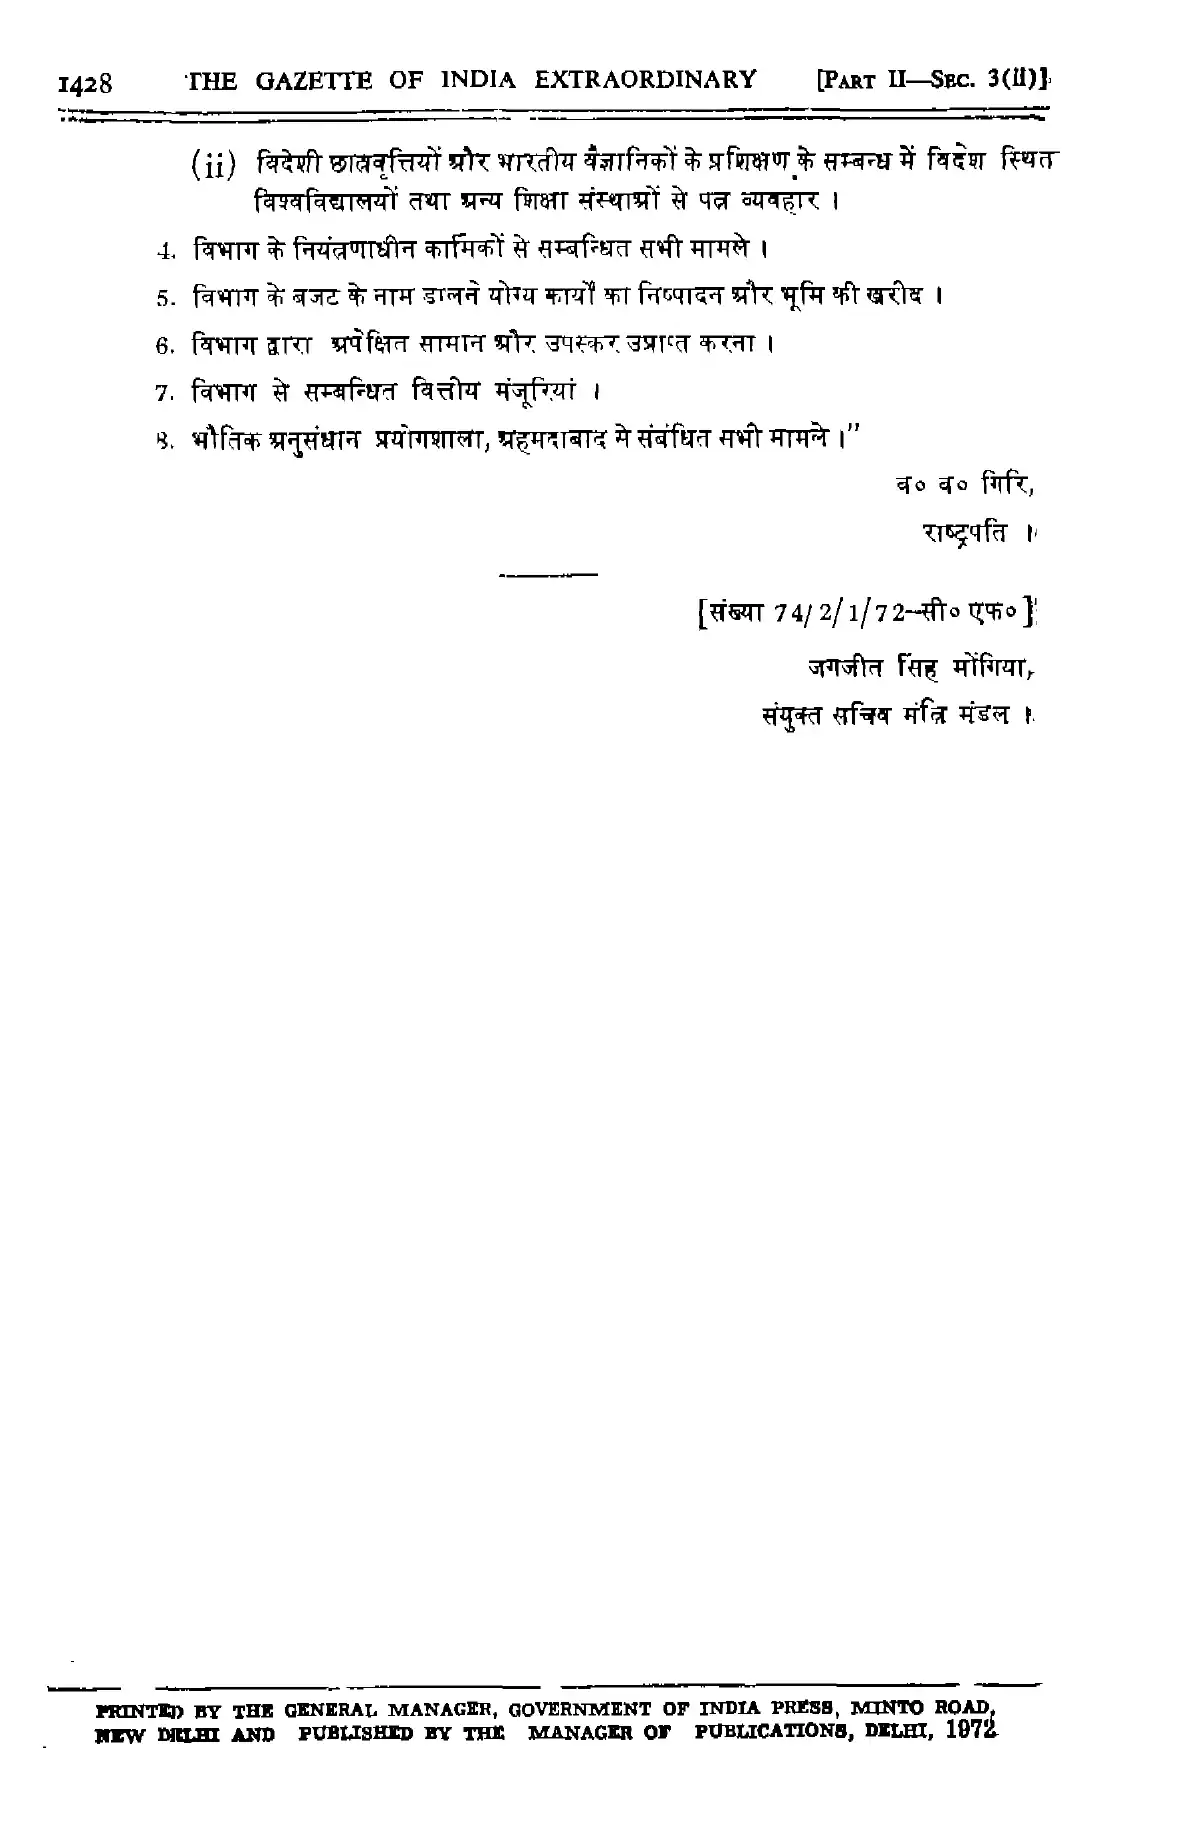 1428 THE GAZETTE OF INDIA EXTRAORDINARY [PART II—SEC. 3(ii)]
(ii) विदेशी छात्रवृत्तियों और भारतीय वैज्ञानिकों के प्रशिक्षण के सम्बन्ध में विदेश स्थित
विश्वविद्यालयों तथा अन्य शिक्षा संस्थाओं से पत्र व्यवहार ।
4. विभाग के नियंत्रणाधीन कार्मिकों से सम्बन्धित सभी मामले ।
5. विभाग के बजट के नाम डालने योग्य कार्यों का निष्पादन और भूमि की खरीद ।
6. विभाग द्वारा अपेक्षित सामान और उपस्कर उप्राप्त करना ।
7. विभाग से सम्बन्धित वित्तीय मंजूरियां ।
8. भौतिक अनुसंधान प्रयोगशाला, अहमदाबाद से संबंधित सभी मामले ।”
व० व० गिरि,
राष्ट्रपति ।
[संख्या 74/2/1/72—सी० एफ०]
जगजीत सिंह मोंगिया,
संयुक्त सचिव मंत्रि मंडल ।
PRINTED BY THE GENERAL MANAGER, GOVERNMENT OF INDIA PRESS, MINTO ROAD,
NEW DELHI AND PUBLISHED BY THE MANAGER OF PUBLICATIONS, DELHI, 1972